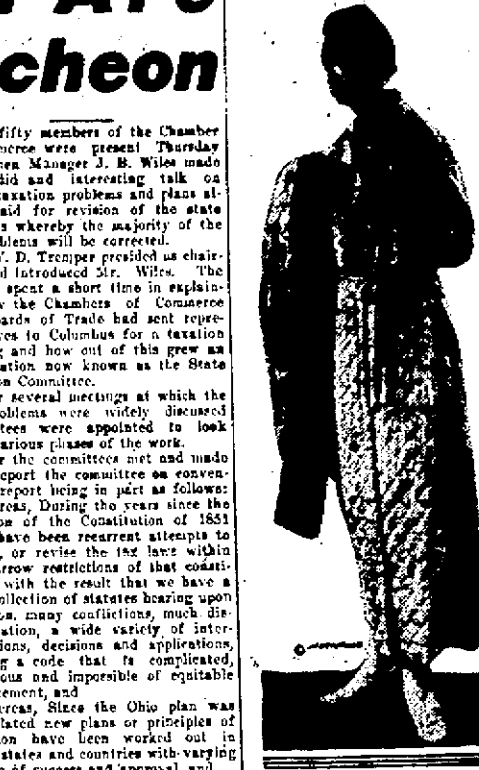 cheon
fifty members of the Chamber
merce were present Thursday
en Manager J. B. Wiles made
did and interesting talk on
taxation problems and plans al-
aid for revision of the state
s whereby the majority of the
blems will be corrected.
. D. Tremper presided as chair-
d introduced Mr. Wiles. The
spent a short time in explain-
w the Chambers of Commerce
ards of Trade had sent repre-
ves to Columbus for a taxation
g and how out of this grew an
ation now known as the State
on Committee.
r several meetings at which the
oblems were widely discussed
tees were appointed to look
arious phases of the work.
r the committees met and made
eport the committee on conven-
report being in part as follows:
reas, During the years since the
on of the Constitution of 1851
have been recurrent attempts to
, or revise the tax laws within
arrow restrictions of that consti-
with the result that we have a
ollection of statutes bearing upon
on, many conflictions, much dis-
ation, a wide variety of inter-
ions, decisions and applications,
g a code that is complicated,
ous and impossible of equitable
cement, and
ereas, Since the Ohio plan was
lated new plans or principles of
on have been worked out in
states and countries with varying
of success and approval, and